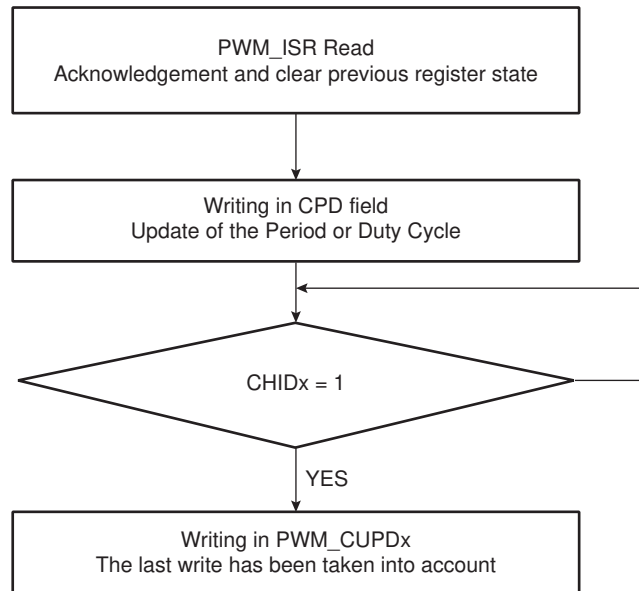 PWM_ISR Read
Acknowledgement and clear previous register state
Writing in CPD field
Update of the Period or Duty Cycle
CHIDx = 1
YES
Writing in PWM_CUPDx
The last write has been taken into account